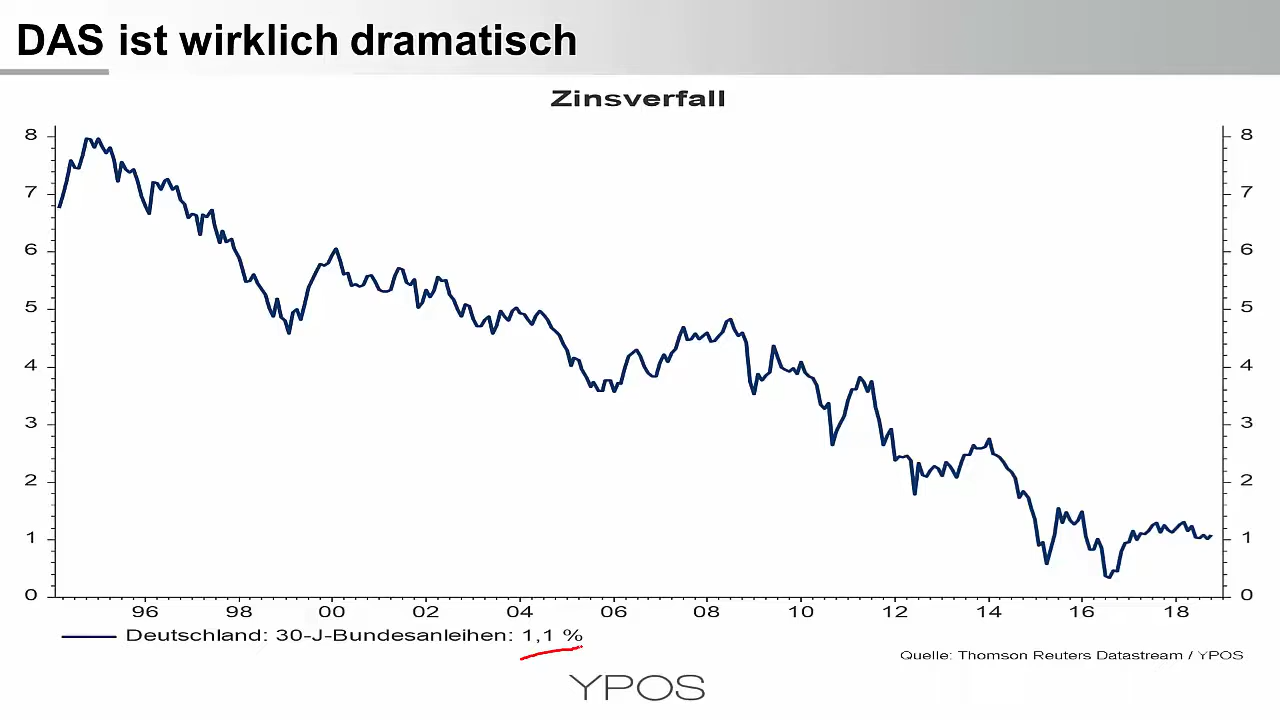 DAS ist wirklich dramatisch
Zinsverfall
8 8
7 7
6 6
5 5
4 4
3 3
2 2
1 1
0 0
96 98 00 02 04 06 08 10 12 14 16 18
Deutschland: 30-J-Bundesanleihen: 1,1 %
Quelle: Thomson Reuters Datastream / YPOS
YPOS